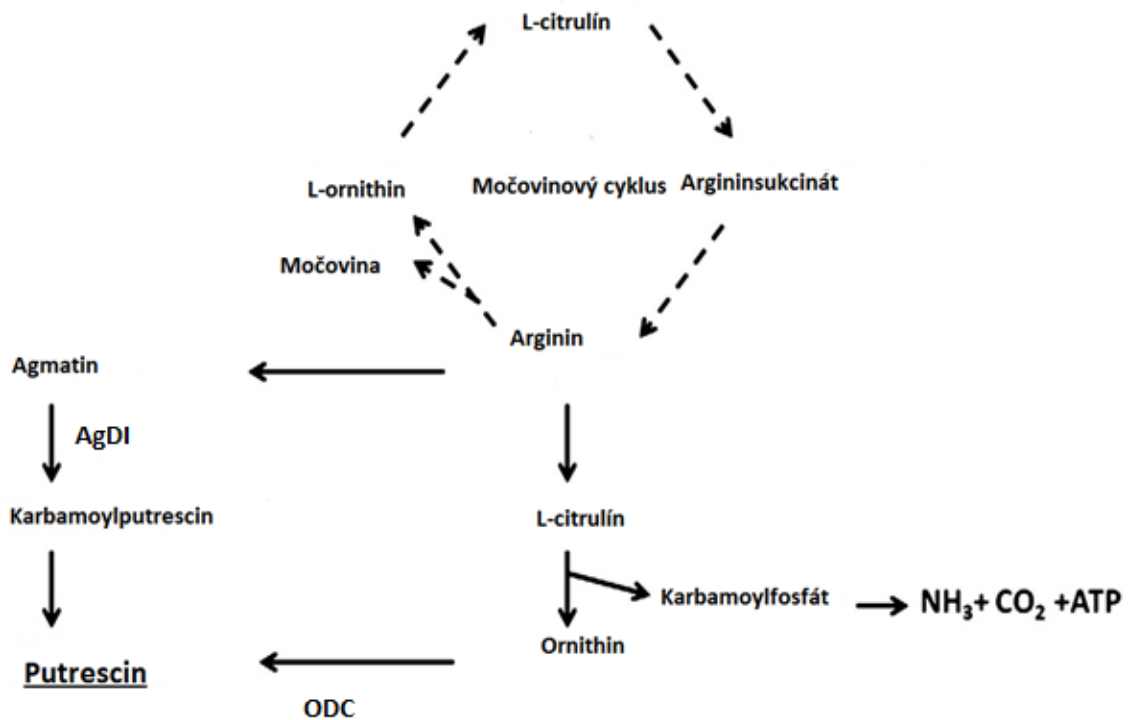 L-citrulín
L-ornithin
Močovinový cyklus
Argininsukcinát
Močovina
Arginin
Agmatin
AgDI
Karbamoylputrescin
L-citrulín
Karbamoylfosfát
NH₃+ CO₂ +ATP
Ornithin
Putrescin
ODC